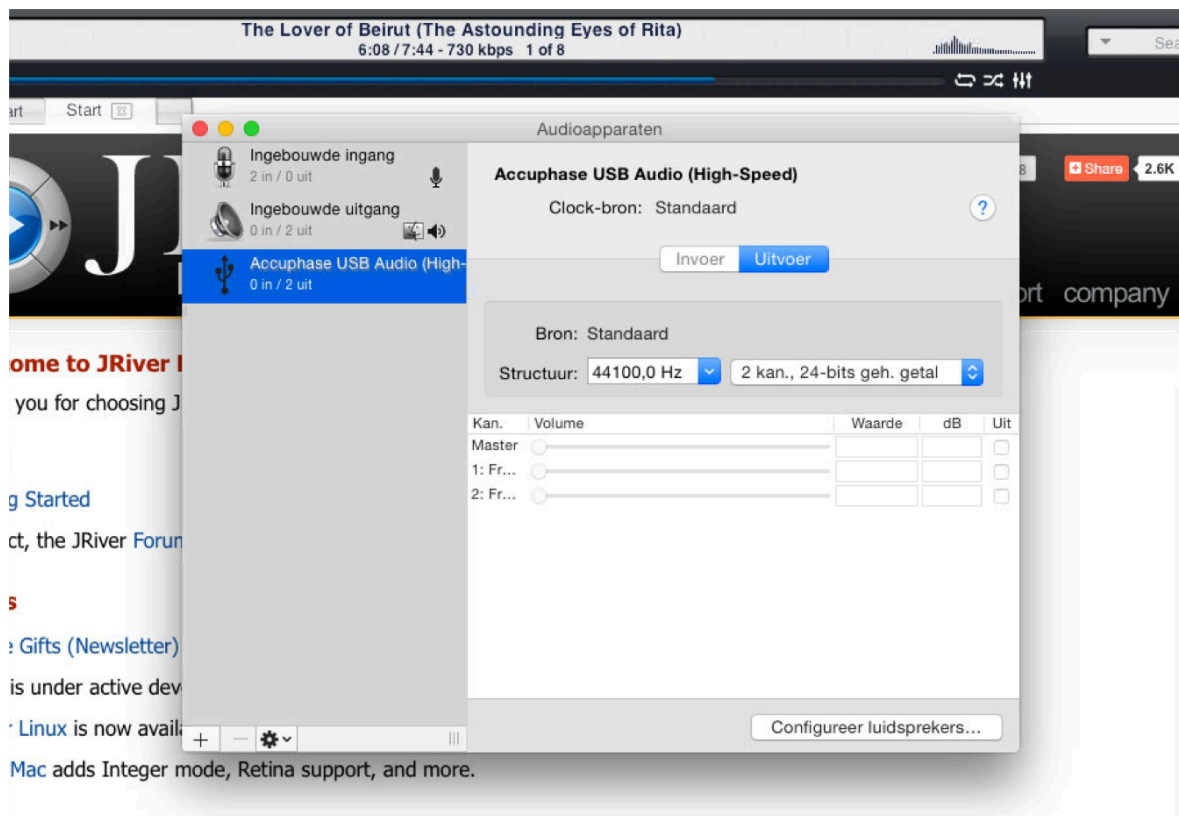 The Lover of Beirut (The Astounding Eyes of Rita)
6:08 / 7:44 - 730 kbps 1 of 8
Sea
art
Start
Audioapparaten
Ingebouwde ingang
2 in / 0 uit
Ingebouwde uitgang
0 in / 2 uit
Accuphase USB Audio (High-
0 in / 2 uit
Accuphase USB Audio (High-Speed)
Clock-bron: Standaard
?
Invoer
Uitvoer
Bron: Standaard
Structuur: 44100,0 Hz
2 kan., 24-bits geh. getal
Kan. Volume Waarde dB Uit
Master
1: Fr...
2: Fr...
Configureer luidsprekers...
J
8
Share
2.6K
ort company
ome to JRiver
you for choosing J
g Started
ct, the JRiver Forun
s
e Gifts (Newsletter)
is under active dev
r Linux is now availa
Mac adds Integer mode, Retina support, and more.